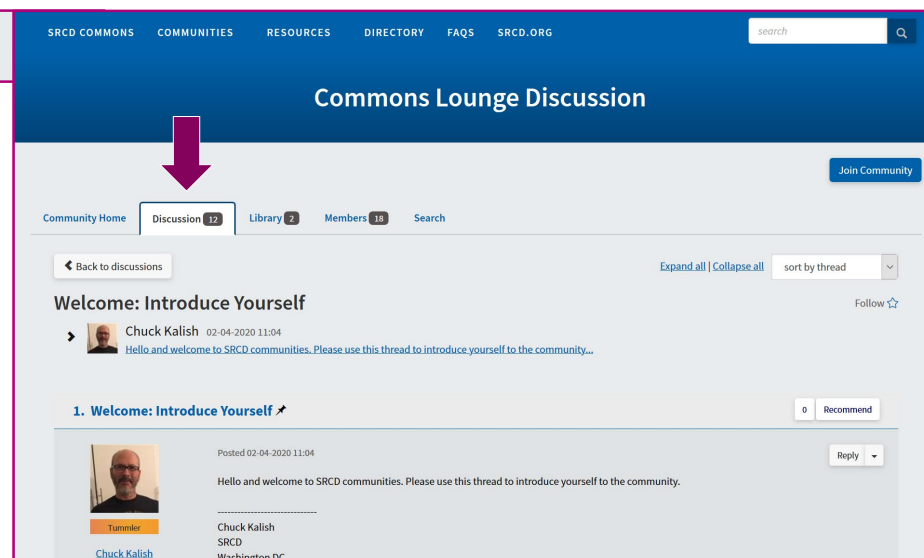 SRCD COMMONS COMMUNITIES RESOURCES DIRECTORY FAQS SRCD.ORG search
Commons Lounge Discussion
Join Community
Community Home Discussion 12 Library 2 Members 18 Search
Back to discussions Expand all | Collapse all sort by thread
Welcome: Introduce Yourself Follow
Chuck Kalish 02-04-2020 11:04
Hello and welcome to SRCD communities. Please use this thread to introduce yourself to the community...
1. Welcome: Introduce Yourself 0 Recommend
Posted 02-04-2020 11:04 Reply
Hello and welcome to SRCD communities. Please use this thread to introduce yourself to the community.
------------------------------
Tummler Chuck Kalish
SRCD
Chuck Kalish Washington DC